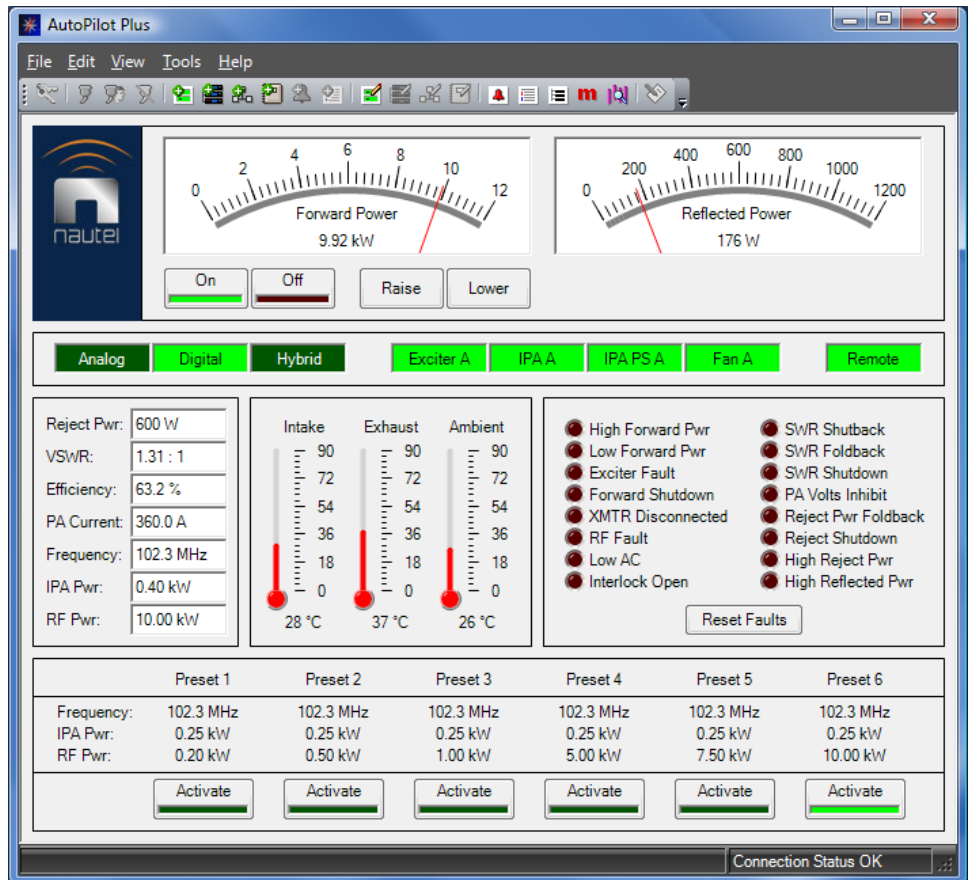 AutoPilot Plus
File Edit View Tools Help
m
nautel
0 2 4 6 8 10 12
Forward Power
9.92 kW
0 200 400 600 800 1000 1200
Reflected Power
176 W
On Off Raise Lower
Analog Digital Hybrid Exciter A IPA A IPA PS A Fan A Remote
Reject Pwr: 600 W
VSWR: 1.31 : 1
Efficiency: 63.2 %
PA Current: 360.0 A
Frequency: 102.3 MHz
IPA Pwr: 0.40 kW
RF Pwr: 10.00 kW
Intake Exhaust Ambient
90 90 90
72 72 72
54 54 54
36 36 36
18 18 18
0 0 0
28 °C 37 °C 26 °C
High Forward Pwr SWR Shutback
Low Forward Pwr SWR Foldback
Exciter Fault SWR Shutdown
Forward Shutdown PA Volts Inhibit
XMTR Disconnected Reject Pwr Foldback
RF Fault Reject Shutdown
Low AC High Reject Pwr
Interlock Open High Reflected Pwr
Reset Faults
Preset 1 Preset 2 Preset 3 Preset 4 Preset 5 Preset 6
Frequency: 102.3 MHz 102.3 MHz 102.3 MHz 102.3 MHz 102.3 MHz 102.3 MHz
IPA Pwr: 0.25 kW 0.25 kW 0.25 kW 0.25 kW 0.25 kW 0.25 kW
RF Pwr: 0.20 kW 0.50 kW 1.00 kW 5.00 kW 7.50 kW 10.00 kW
Activate Activate Activate Activate Activate Activate
Connection Status OK